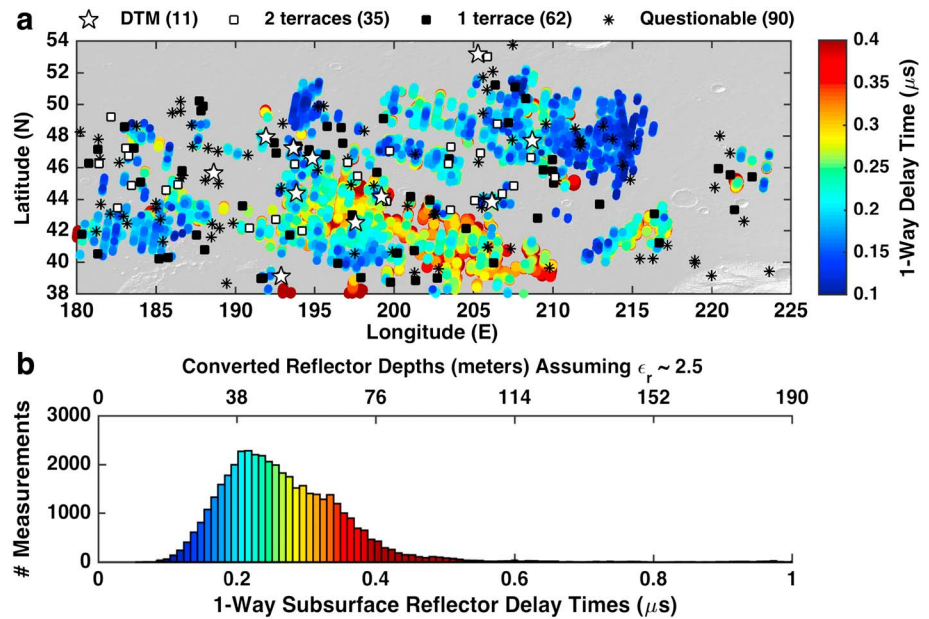 a
DTM (11) 2 terraces (35) 1 terrace (62) Questionable (90)
54
52
50
48
46
44
42
40
38
Latitude (N)
180 185 190 195 200 205 210 215 220 225
Longitude (E)
0.4
0.35
0.3
0.25
0.2
0.15
0.1
1-Way Delay Time (μs)
b
Converted Reflector Depths (meters) Assuming ϵr ~ 2.5
0 38 76 114 152 190
3000
2000
1000
0
# Measurements
0 0.2 0.4 0.6 0.8 1
1-Way Subsurface Reflector Delay Times (μs)